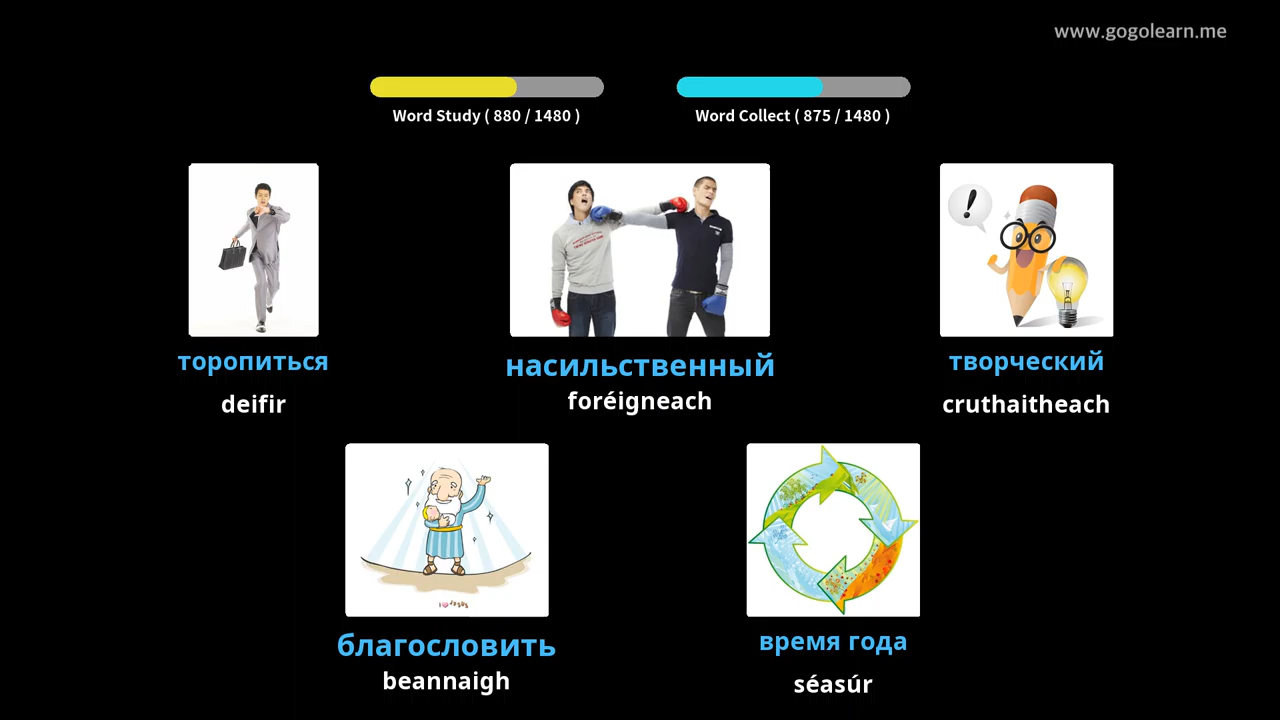 www.gogolearn.me
Word Study ( 880 / 1480 )
Word Collect ( 875 / 1480 )
торопиться
насильственный
творческий
deifir
foréigneach
cruthaitheach
благословить
время года
beannaigh
séasúr